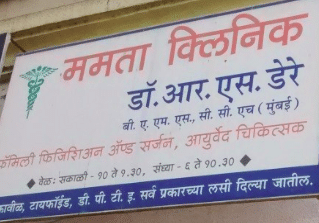 ममता क्लिनिक
डॉ. आर. एस. डेरे
बी. ए. एम. एस., सी. सी. एच ( मुंबई )
फॅमिली फिजिशिअन अॅण्ड सर्जन, आयुर्वेद चिकित्सक
◆ वेळ : सकाळी - १० ते १.३०, संध्या - ६ ते १०.३० ◆
कावीळ, टायफॉईड, डी. पी. टी. इ. सर्व प्रकारच्या लसी दिल्या जातील.